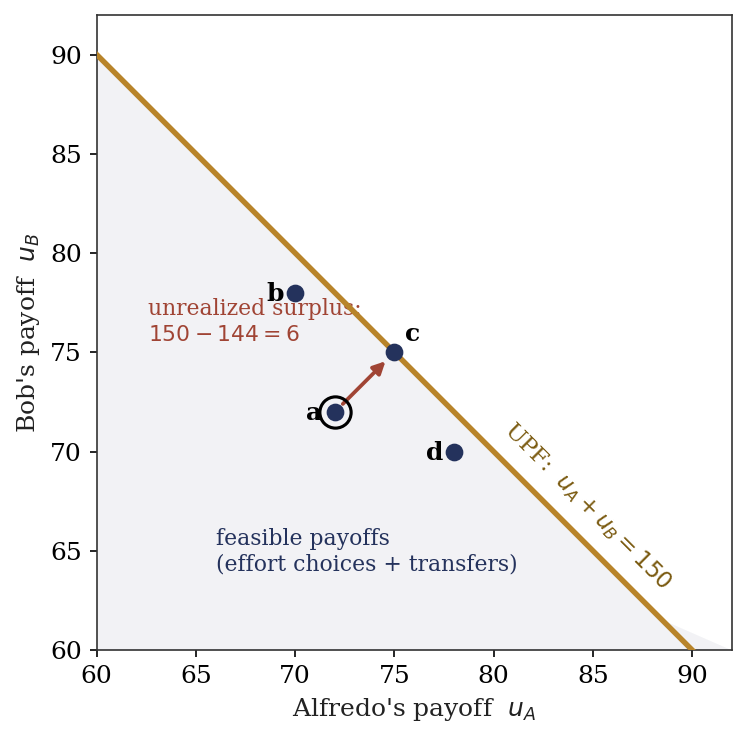 90
85
80
75
70
65
60
Bob's payoff u_B
b
unrealized surplus:
150 − 144 = 6
c
a
d
UPF: u_A + u_B = 150
feasible payoffs
(effort choices + transfers)
60 65 70 75 80 85 90
Alfredo's payoff u_A